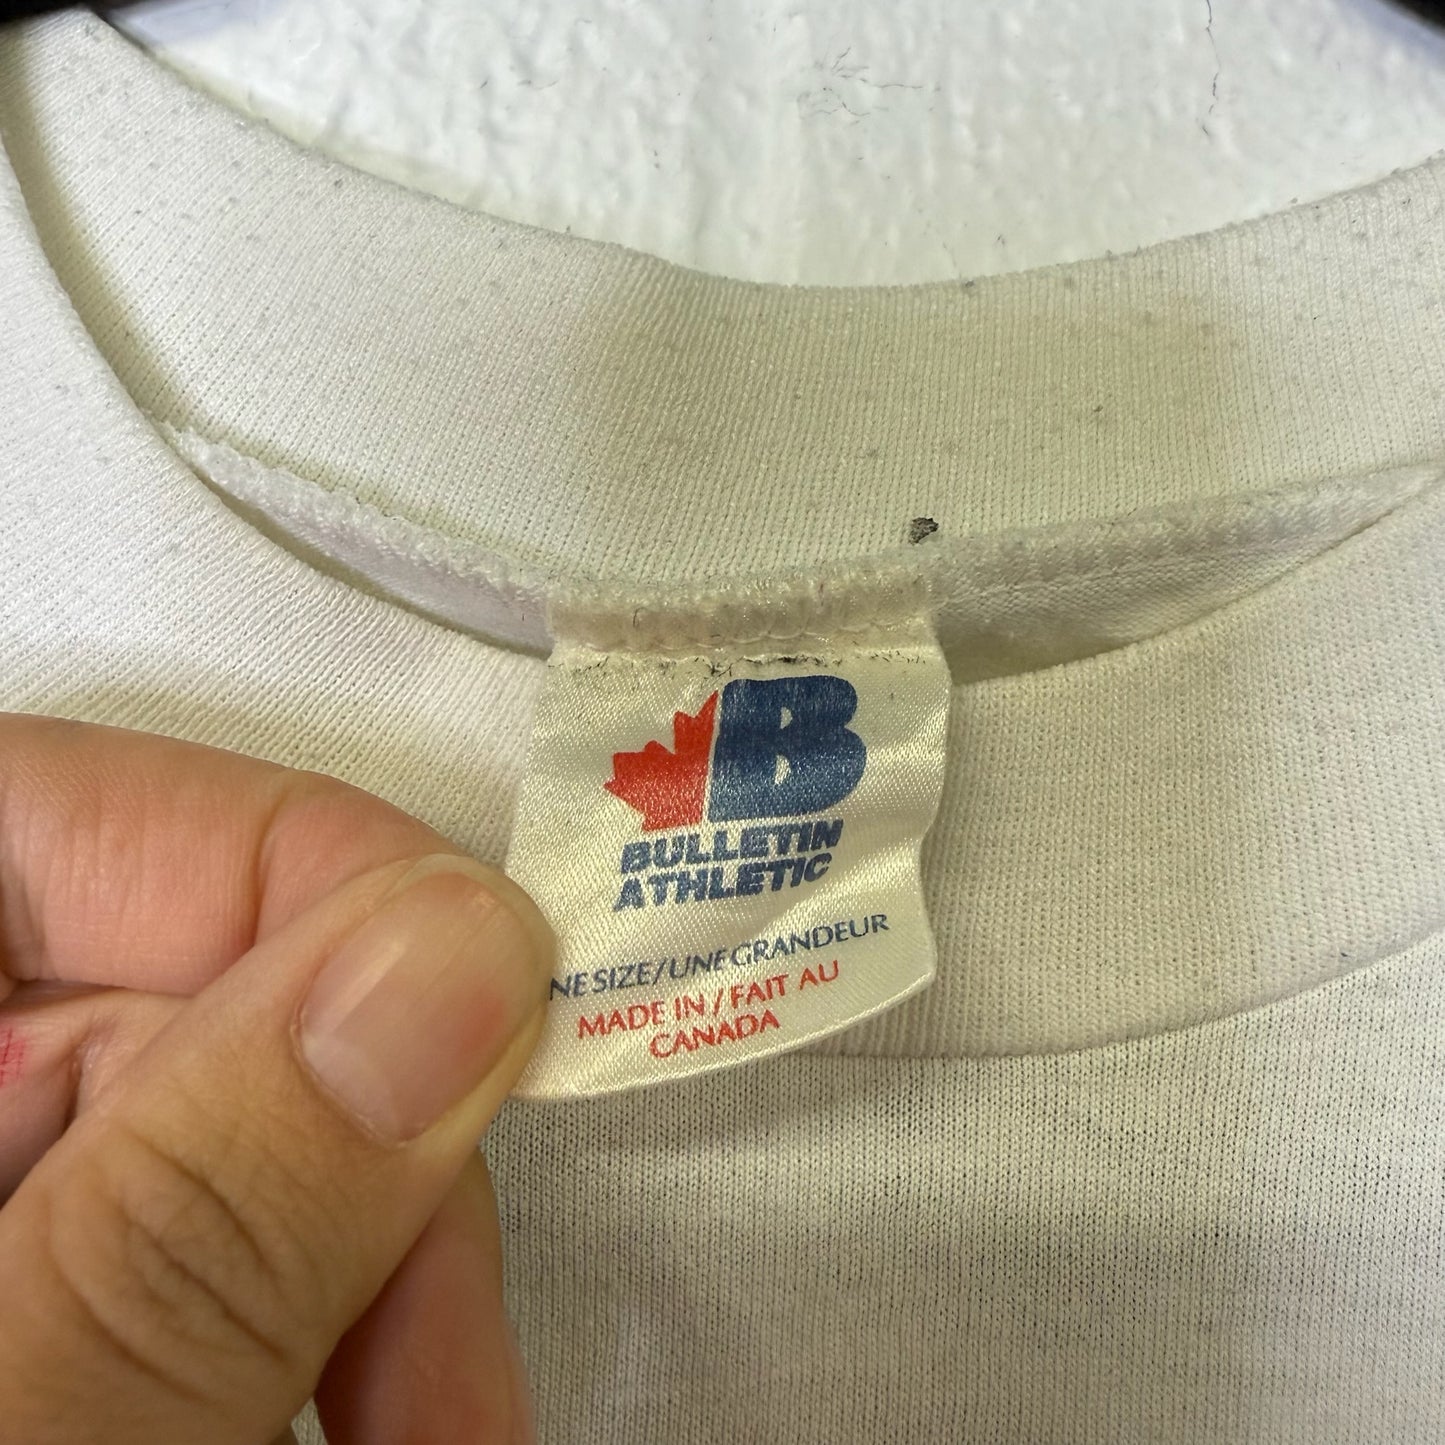 B
BULLETIN
ATHLETIC
NE SIZE/UNE GRANDEUR
MADE IN / FAIT AU
CANADA